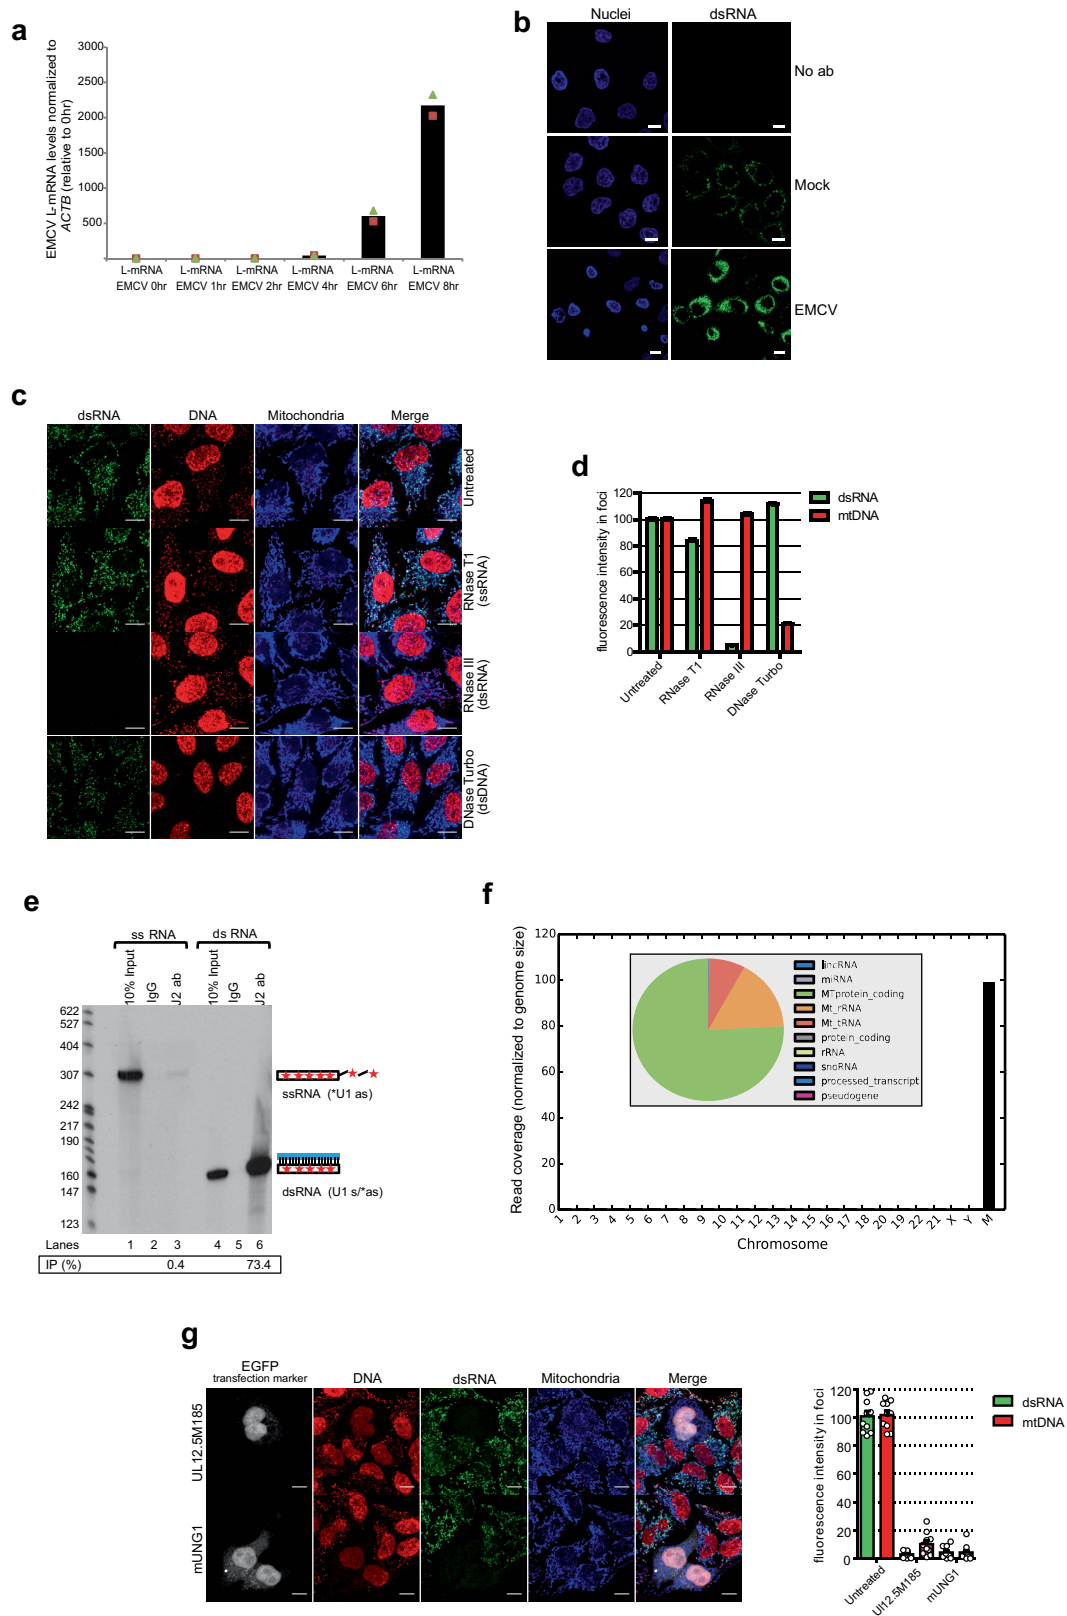 a
EMCV L-mRNA levels normalized to
ACTB (relative to 0hr)
3000
2500
2000
1500
1000
500
L-mRNA L-mRNA L-mRNA L-mRNA L-mRNA L-mRNA
EMCV 0hr EMCV 1hr EMCV 2hr EMCV 4hr EMCV 6hr EMCV 8hr
b
Nuclei dsRNA
No ab
Mock
EMCV
c
dsRNA DNA Mitochondria Merge
Untreated
RNase T1
(ssRNA)
RNase III
(dsRNA)
DNase Turbo
(dsDNA)
d
fluorescence intensity in foci
120
100
80
60
40
20
0
Untreated
RNase T1
RNase III
DNase Turbo
dsRNA
mtDNA
e
ss RNA ds RNA
10% Input IgG J2 ab 10% Input IgG J2 ab
622
527
404
307
242
217
190
160
147
123
ssRNA (*U1 as)
dsRNA (U1 s/*as)
Lanes 1 2 3 4 5 6
IP (%) 0.4 73.4
f
Read coverage (normalized to genome size)
120
100
80
60
40
20
0
lincRNA
miRNA
MTprotein_coding
Mt_rRNA
Mt_tRNA
protein_coding
rRNA
snoRNA
processed_transcript
pseudogene
1 2 3 4 5 6 7 8 9 10 11 12 13 14 15 16 17 18 20 19 22 21 X Y M
Chromosome
g
EGFP
transfection marker
DNA dsRNA Mitochondria Merge
UL12.5M185
mUNG1
fluorescence intensity in foci
120
100
80
60
40
20
0
Untreated
Ul12.5M185
mUNG1
dsRNA
mtDNA